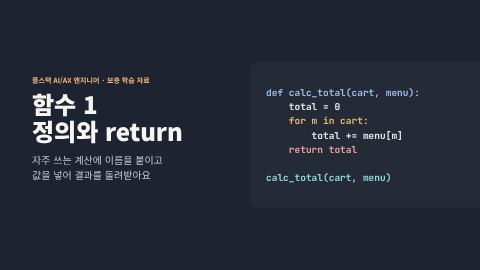 풀스택 AI/AX 엔지니어 · 보충 학습 자료
함수 1
정의와 return
자주 쓰는 계산에 이름을 붙이고
값을 넣어 결과를 돌려받아요
def calc_total(cart, menu):
    total = 0
    for m in cart:
        total += menu[m]
    return total
calc_total(cart, menu)